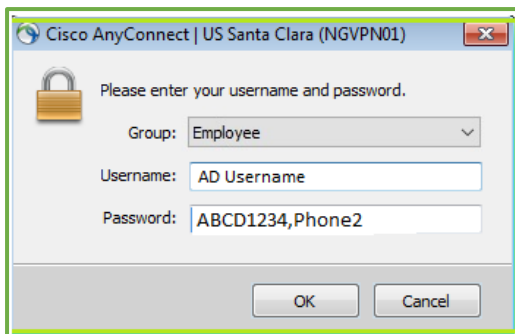 Cisco AnyConnect | US Santa Clara (NGVPN01)
Please enter your username and password.
Group: Employee
Username: AD Username
Password: ABCD1234,Phone2
OK Cancel